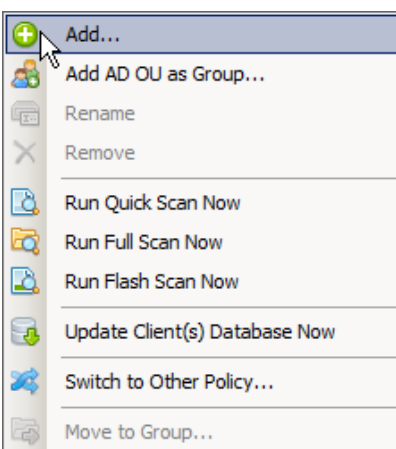 Add...
Add AD OU as Group...
Rename
Remove
Run Quick Scan Now
Run Full Scan Now
Run Flash Scan Now
Update Client(s) Database Now
Switch to Other Policy...
Move to Group...